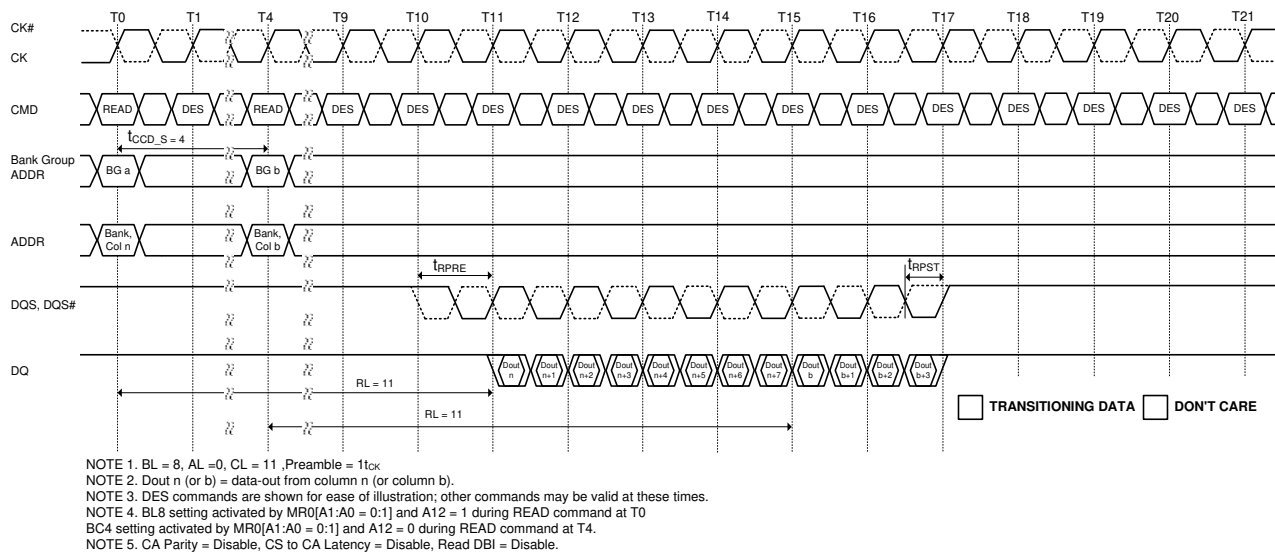 T0 T1 T4 T9 T10 T11 T12 T13 T14 T15 T16 T17 T18 T19 T20 T21
CK#
CK
CMD READ DES READ DES DES DES DES DES DES DES DES DES DES DES DES DES
tCCD_S = 4
Bank Group
ADDR
BG a BG b
ADDR
Bank,
Col n
Bank,
Col b
tRPRE tRPST
DQS, DQS#
DQ
Dout
n
Dout
n+1
Dout
n+2
Dout
n+3
Dout
n+4
Dout
n+5
Dout
n+6
Dout
n+7
Dout
b
Dout
b+1
Dout
b+2
Dout
b+3
RL = 11
RL = 11
TRANSITIONING DATA DON'T CARE
NOTE 1. BL = 8, AL =0, CL = 11 ,Preamble = 1tCK
NOTE 2. Dout n (or b) = data-out from column n (or column b).
NOTE 3. DES commands are shown for ease of illustration; other commands may be valid at these times.
NOTE 4. BL8 setting activated by MR0[A1:A0 = 0:1] and A12 = 1 during READ command at T0
BC4 setting activated by MR0[A1:A0 = 0:1] and A12 = 0 during READ command at T4.
NOTE 5. CA Parity = Disable, CS to CA Latency = Disable, Read DBI = Disable.